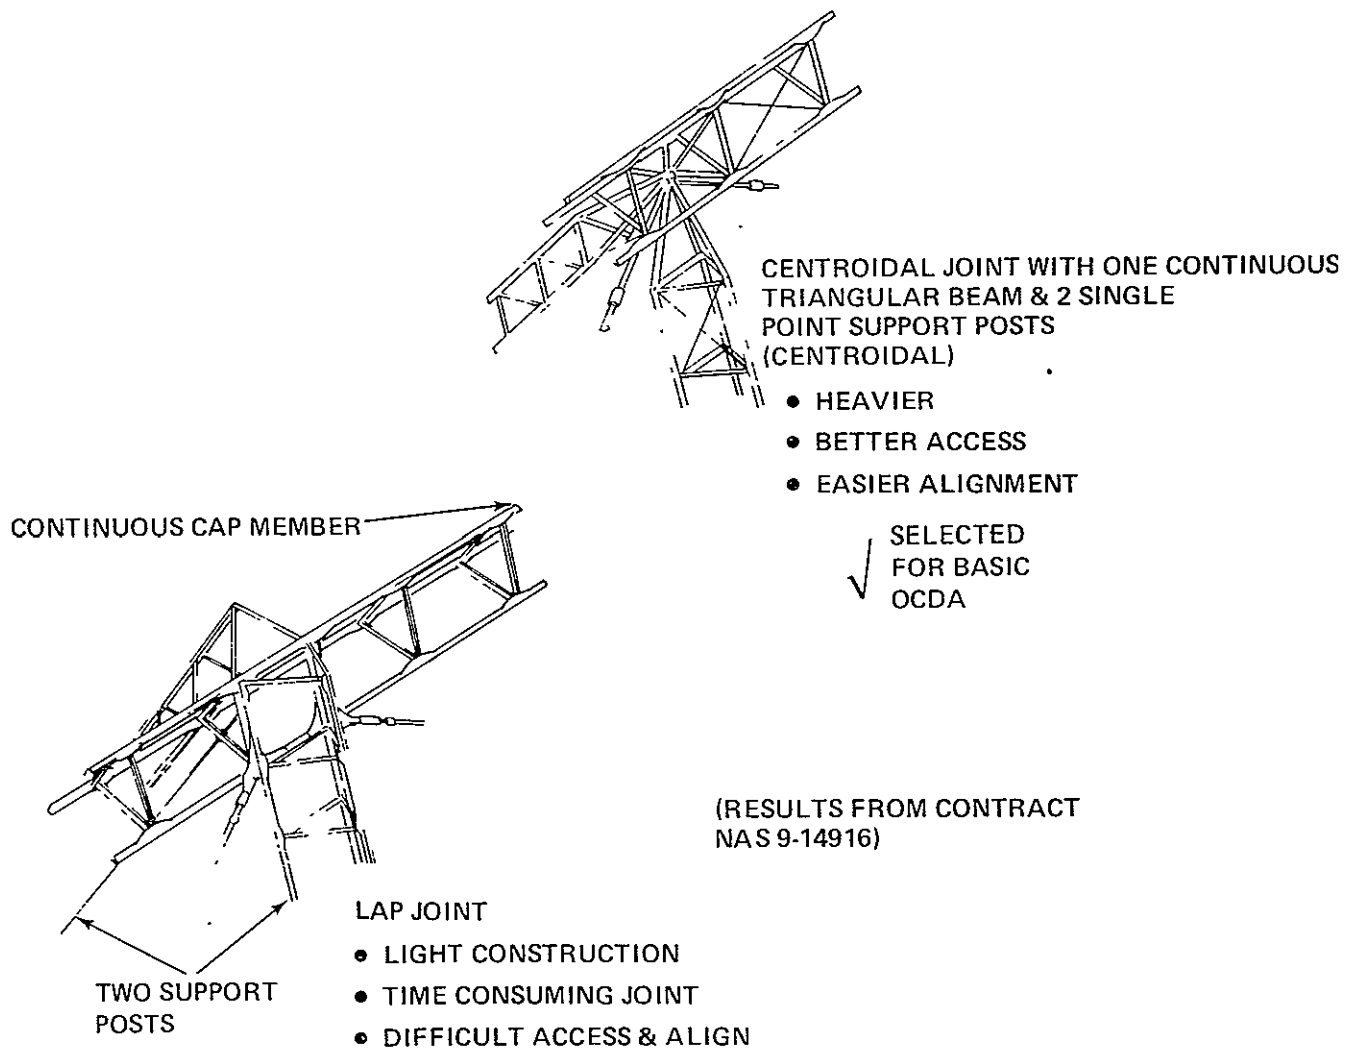 CENTROIDAL JOINT WITH ONE CONTINUOUS
TRIANGULAR BEAM & 2 SINGLE
POINT SUPPORT POSTS
(CENTROIDAL)
• HEAVIER
• BETTER ACCESS
• EASIER ALIGNMENT
√ SELECTED
FOR BASIC
OCDA
CONTINUOUS CAP MEMBER
(RESULTS FROM CONTRACT
NAS 9-14916)
TWO SUPPORT
POSTS
LAP JOINT
• LIGHT CONSTRUCTION
• TIME CONSUMING JOINT
• DIFFICULT ACCESS & ALIGN